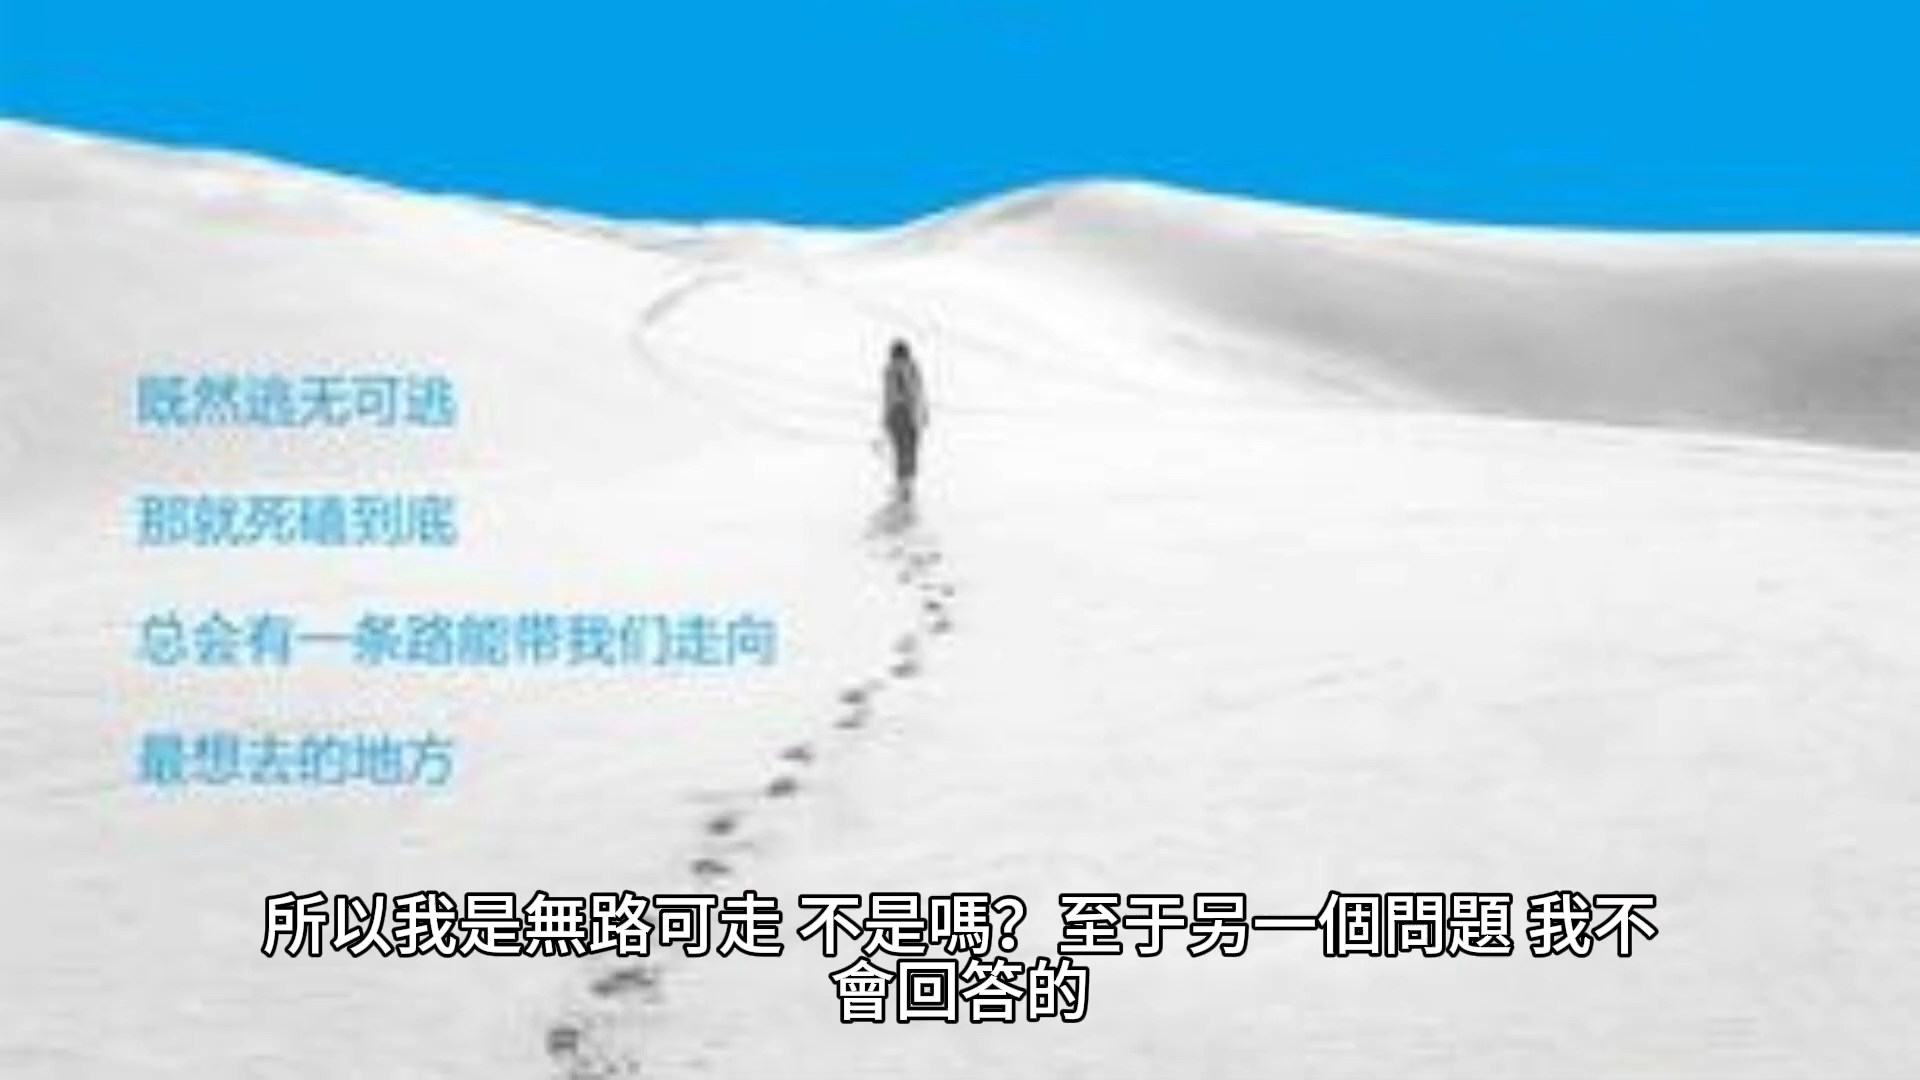 既然逃无可逃
那就死磕到底
总会有一条路能带我们走向
最想去的地方
所以我是無路可走 不是嗎？至于另一個問題 我不
會回答的